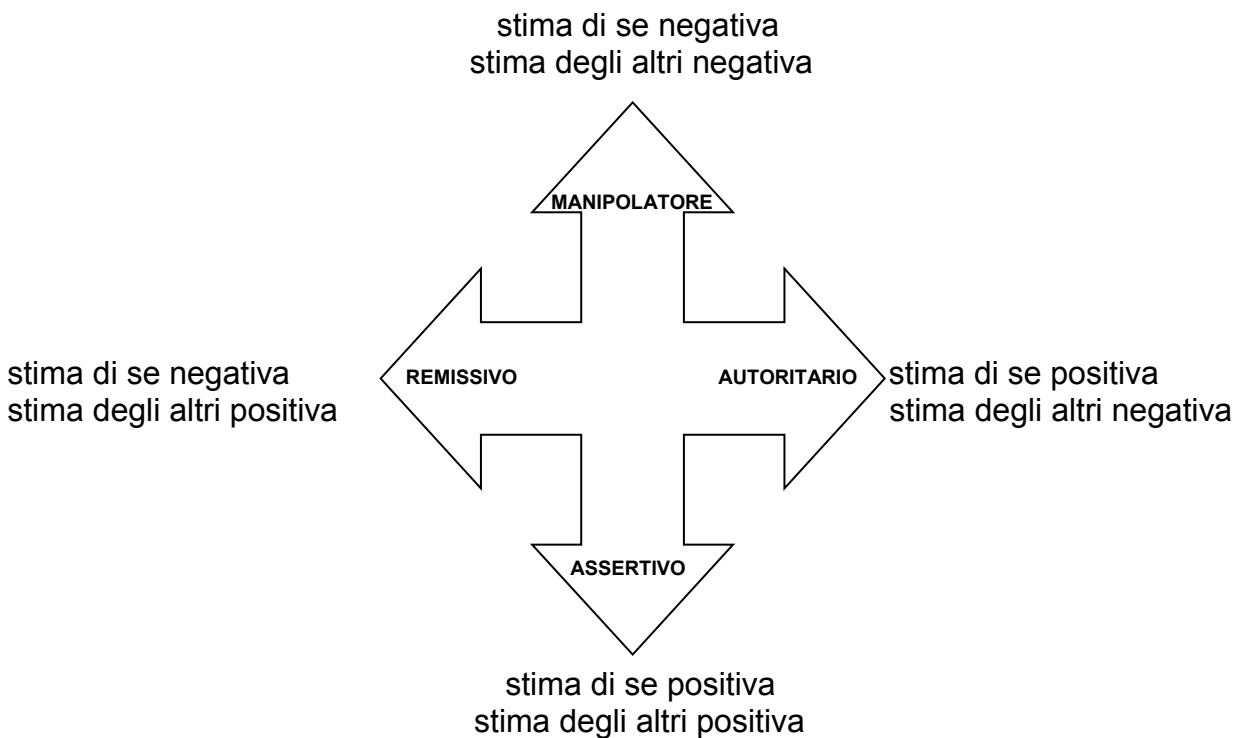 stima di se negativa
stima degli altri negativa
MANIPOLATORE
stima di se negativa
stima degli altri positiva
REMISSIVO
AUTORITARIO
stima di se positiva
stima degli altri negativa
ASSERTIVO
stima di se positiva
stima degli altri positiva